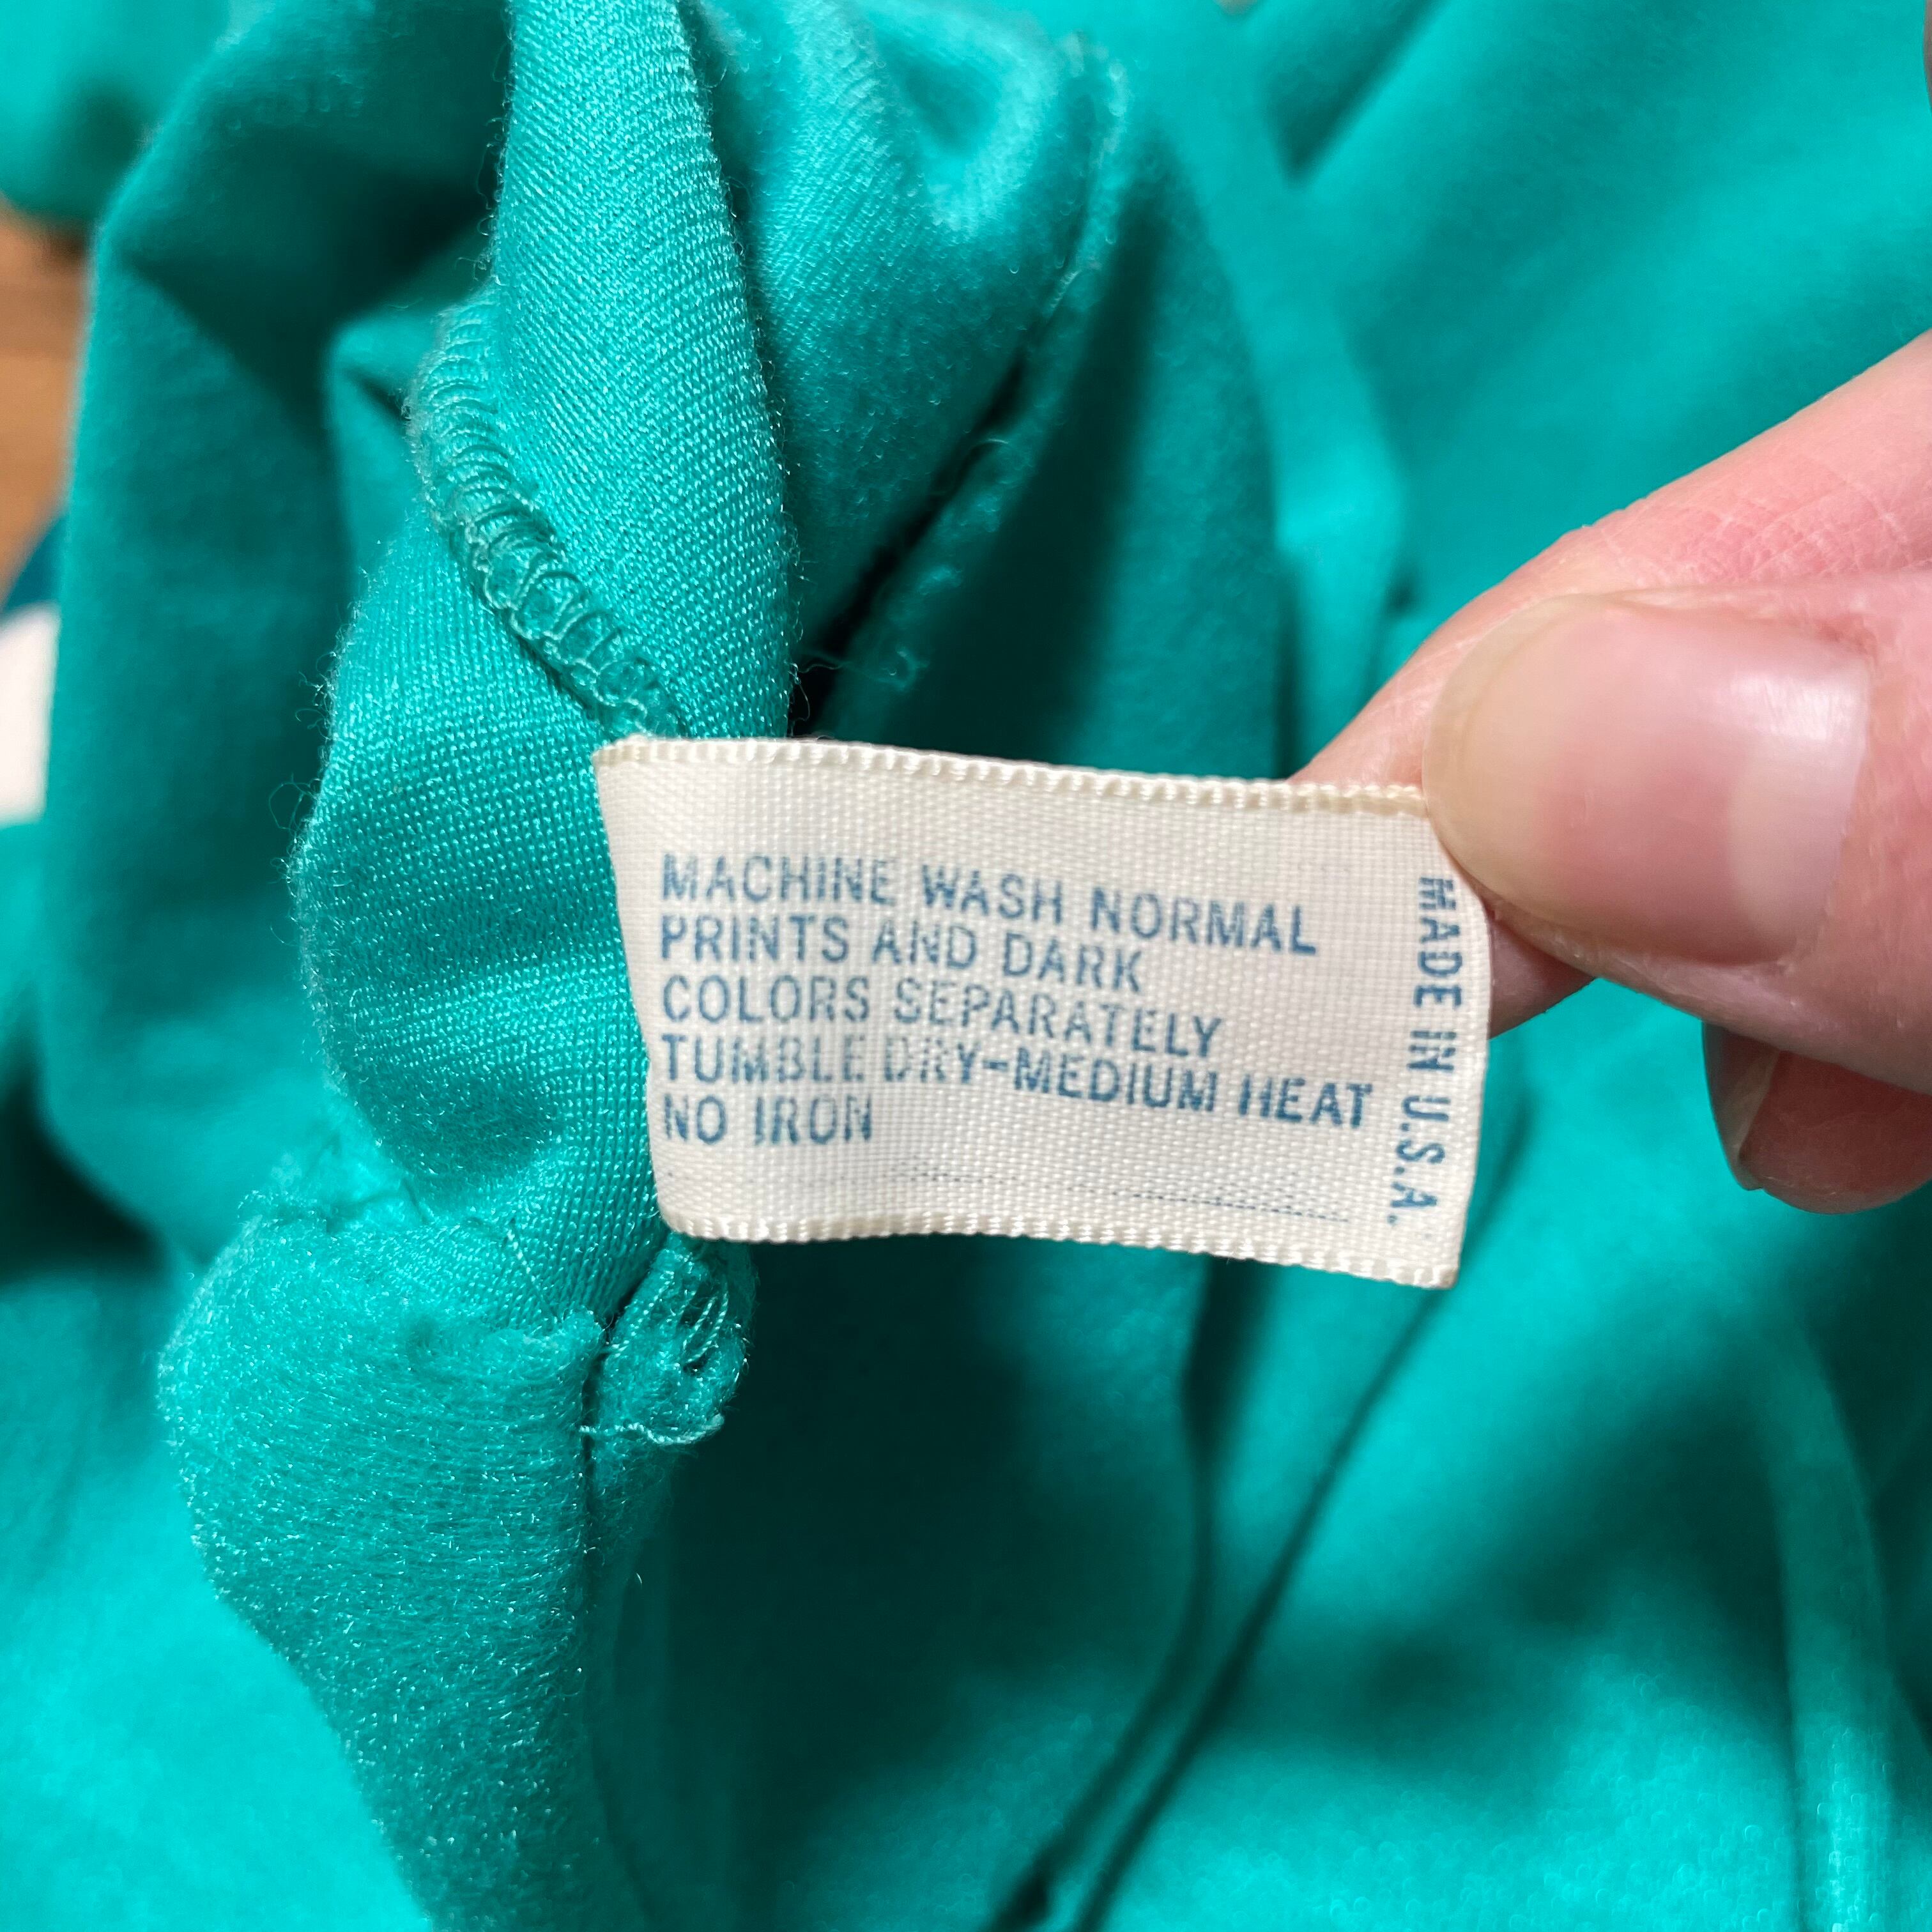 MACHINE WASH NORMAL
PRINTS AND DARK
COLORS SEPARATELY
TUMBLE DRY-MEDIUM HEAT
NO IRON
MADE IN U.S.A.